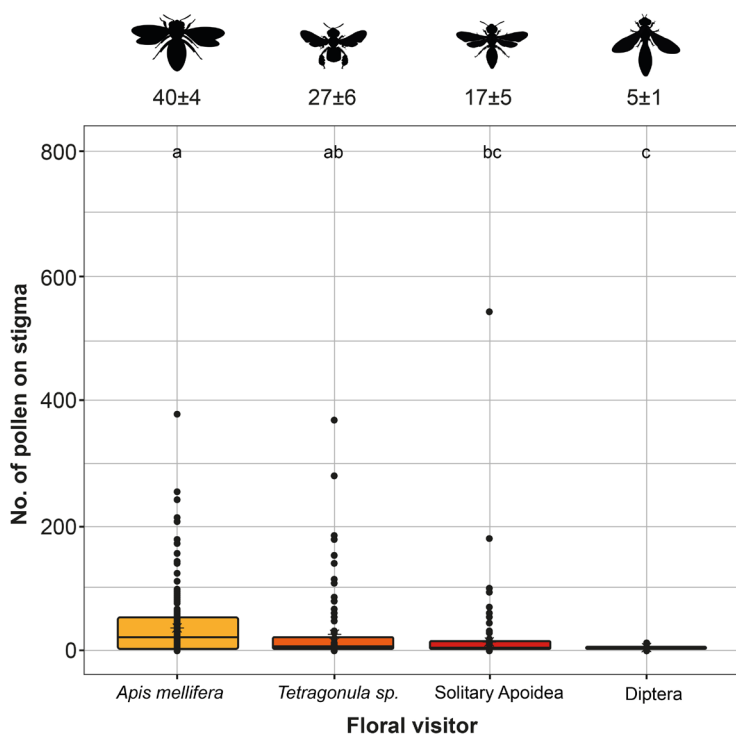 40±4 27±6 17±5 5±1
800 a ab bc c
600
400
200
0
No. of pollen on stigma
Apis mellifera Tetragonula sp. Solitary Apoidea Diptera
Floral visitor